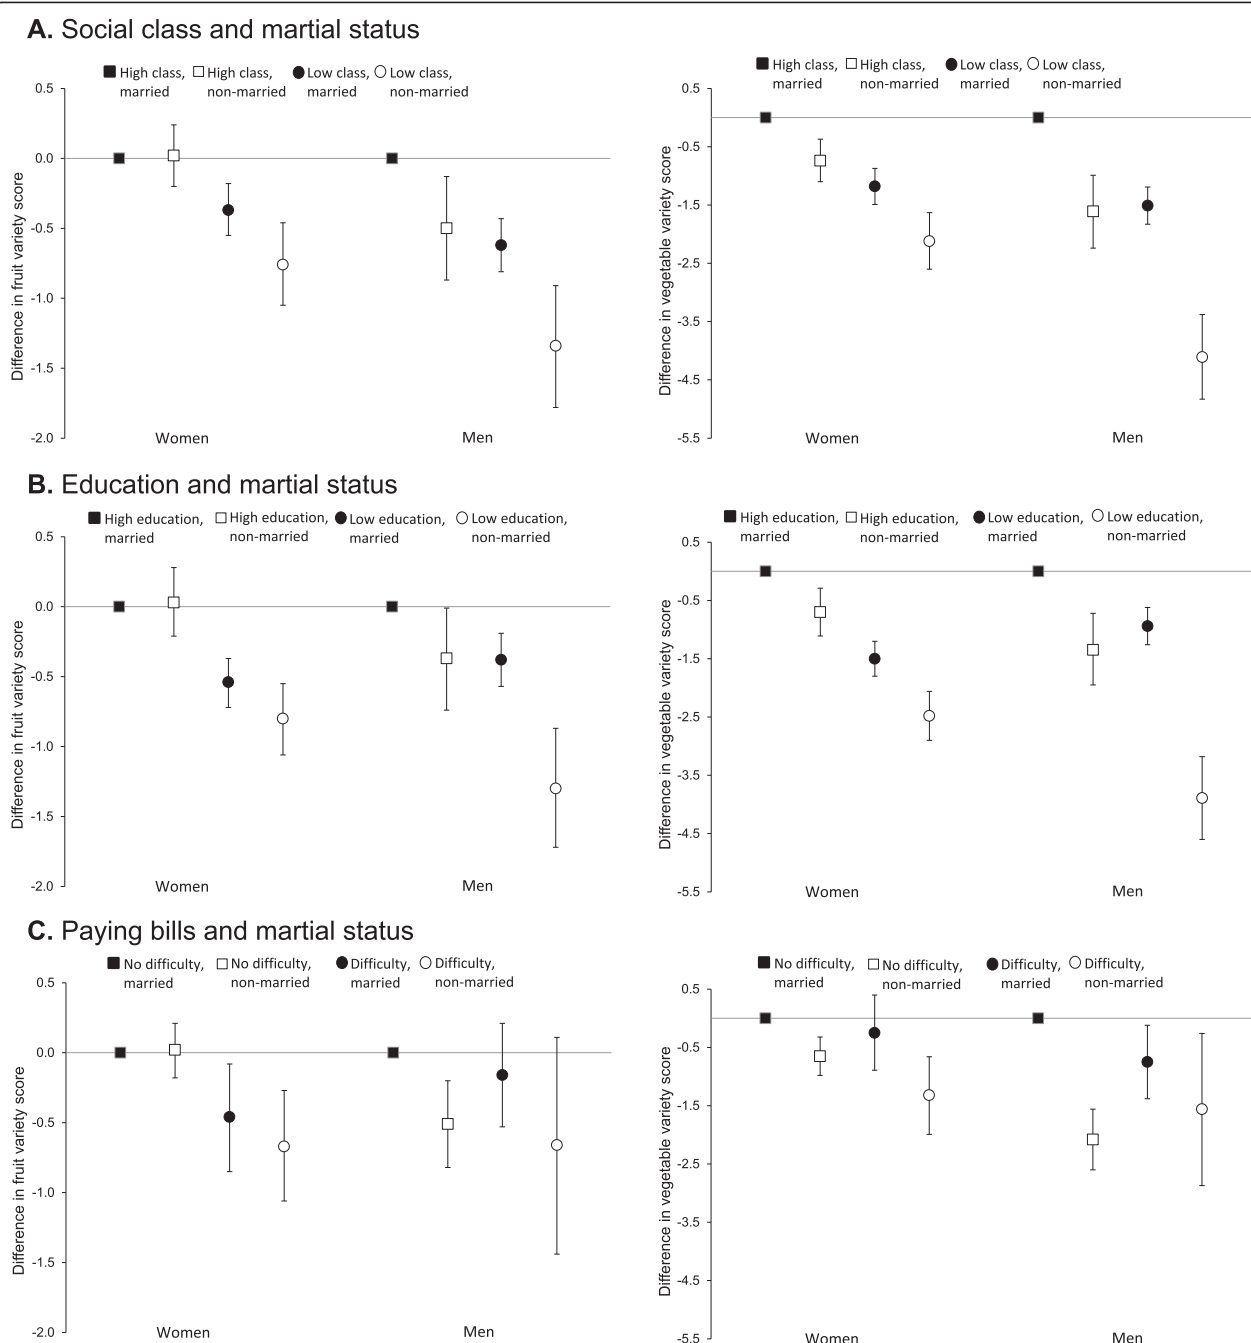 A. Social class and martial status
High class, married
High class, non-married
Low class, married
Low class, non-married
Difference in fruit variety score
0.5
0.0
-0.5
-1.0
-1.5
-2.0
Women
Men
High class, married
High class, non-married
Low class, married
Low class, non-married
Difference in vegetable variety score
0.5
-0.5
-1.5
-2.5
-3.5
-4.5
-5.5
Women
Men
B. Education and martial status
High education, married
High education, non-married
Low education, married
Low education, non-married
Difference in fruit variety score
0.5
0.0
-0.5
-1.0
-1.5
-2.0
Women
Men
High education, married
High education, non-married
Low education, married
Low education, non-married
Difference in vegetable variety score
0.5
-0.5
-1.5
-2.5
-3.5
-4.5
-5.5
Women
Men
C. Paying bills and martial status
No difficulty, married
No difficulty, non-married
Difficulty, married
Difficulty, non-married
Difference in fruit variety score
0.5
0.0
-0.5
-1.0
-1.5
-2.0
Women
Men
No difficulty, married
No difficulty, non-married
Difficulty, married
Difficulty, non-married
Difference in vegetable variety score
0.5
-0.5
-1.5
-2.5
-3.5
-4.5
-5.5
Women
Men